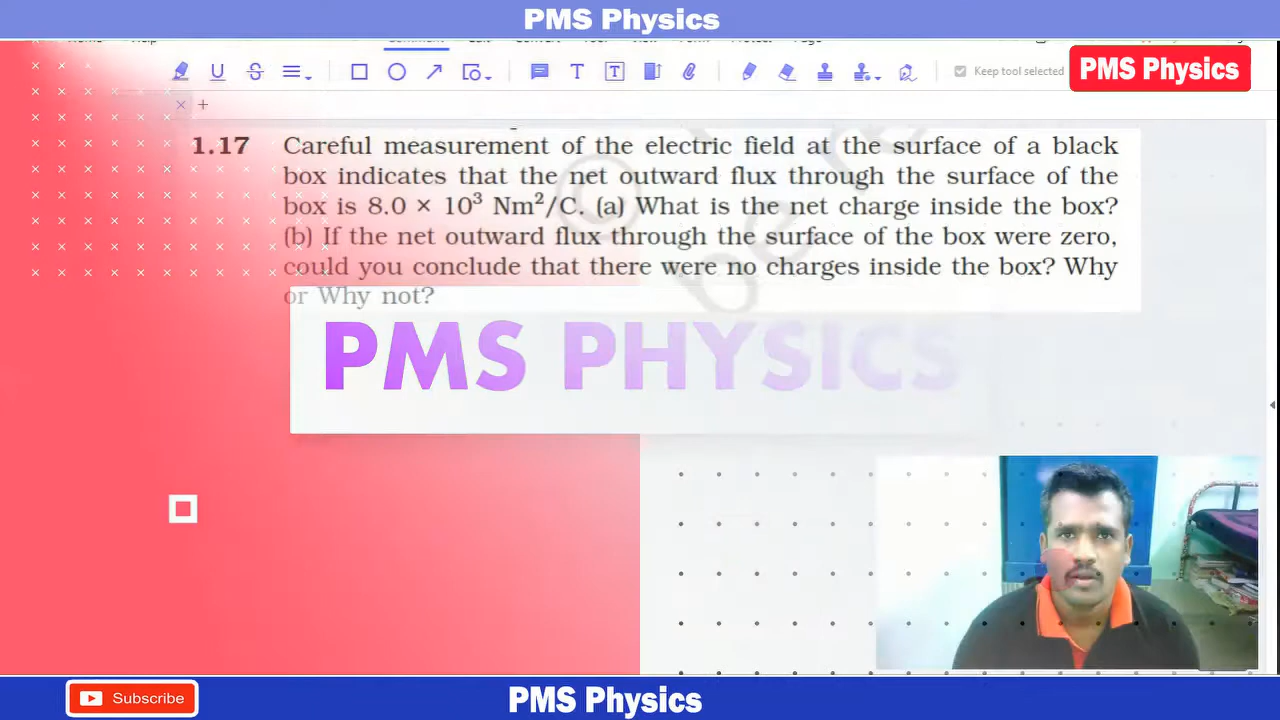 PMS Physics
PMS Physics
Keep tool selected
1.17 Careful measurement of the electric field at the surface of a black
box indicates that the net outward flux through the surface of the
box is 8.0 × 10³ Nm²/C. (a) What is the net charge inside the box?
(b) If the net outward flux through the surface of the box were zero,
could you conclude that there were no charges inside the box? Why
or Why not?
PMS PHYSICS
Subscribe
PMS Physics